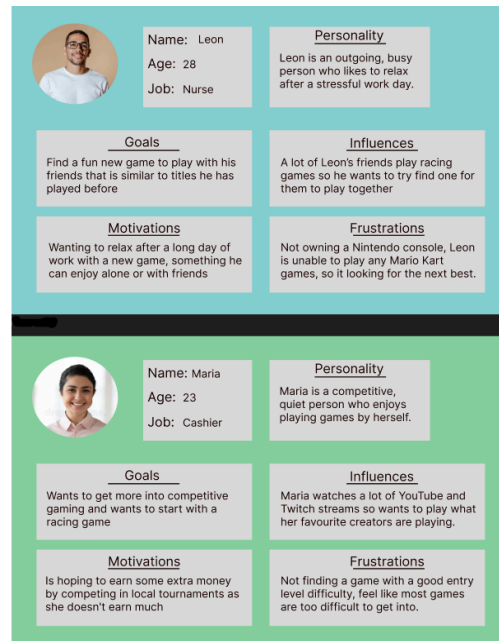 Name: Leon
Age: 28
Job: Nurse
Personality
Leon is an outgoing, busy
person who likes to relax
after a stressful work day.
Goals
Find a fun new game to play with his
friends that is similar to titles he has
played before
Influences
A lot of Leon's friends play racing
games so he wants to try find one for
them to play together
Motivations
Wanting to relax after a long day of
work with a new game, something he
can enjoy alone or with friends
Frustrations
Not owning a Nintendo console, Leon
is unable to play any Mario Kart
games, so it looking for the next best.
Name: Maria
Age: 23
Job: Cashier
Personality
Maria is a competitive,
quiet person who enjoys
playing games by herself.
Goals
Wants to get more into competitive
gaming and wants to start with a
racing game
Influences
Maria watches a lot of YouTube and
Twitch streams so wants to play what
her favourite creators are playing.
Motivations
Is hoping to earn some extra money
by competing in local tournaments as
she doesn't earn much
Frustrations
Not finding a game with a good entry
level difficulty, feel like most games
are too difficult to get into.